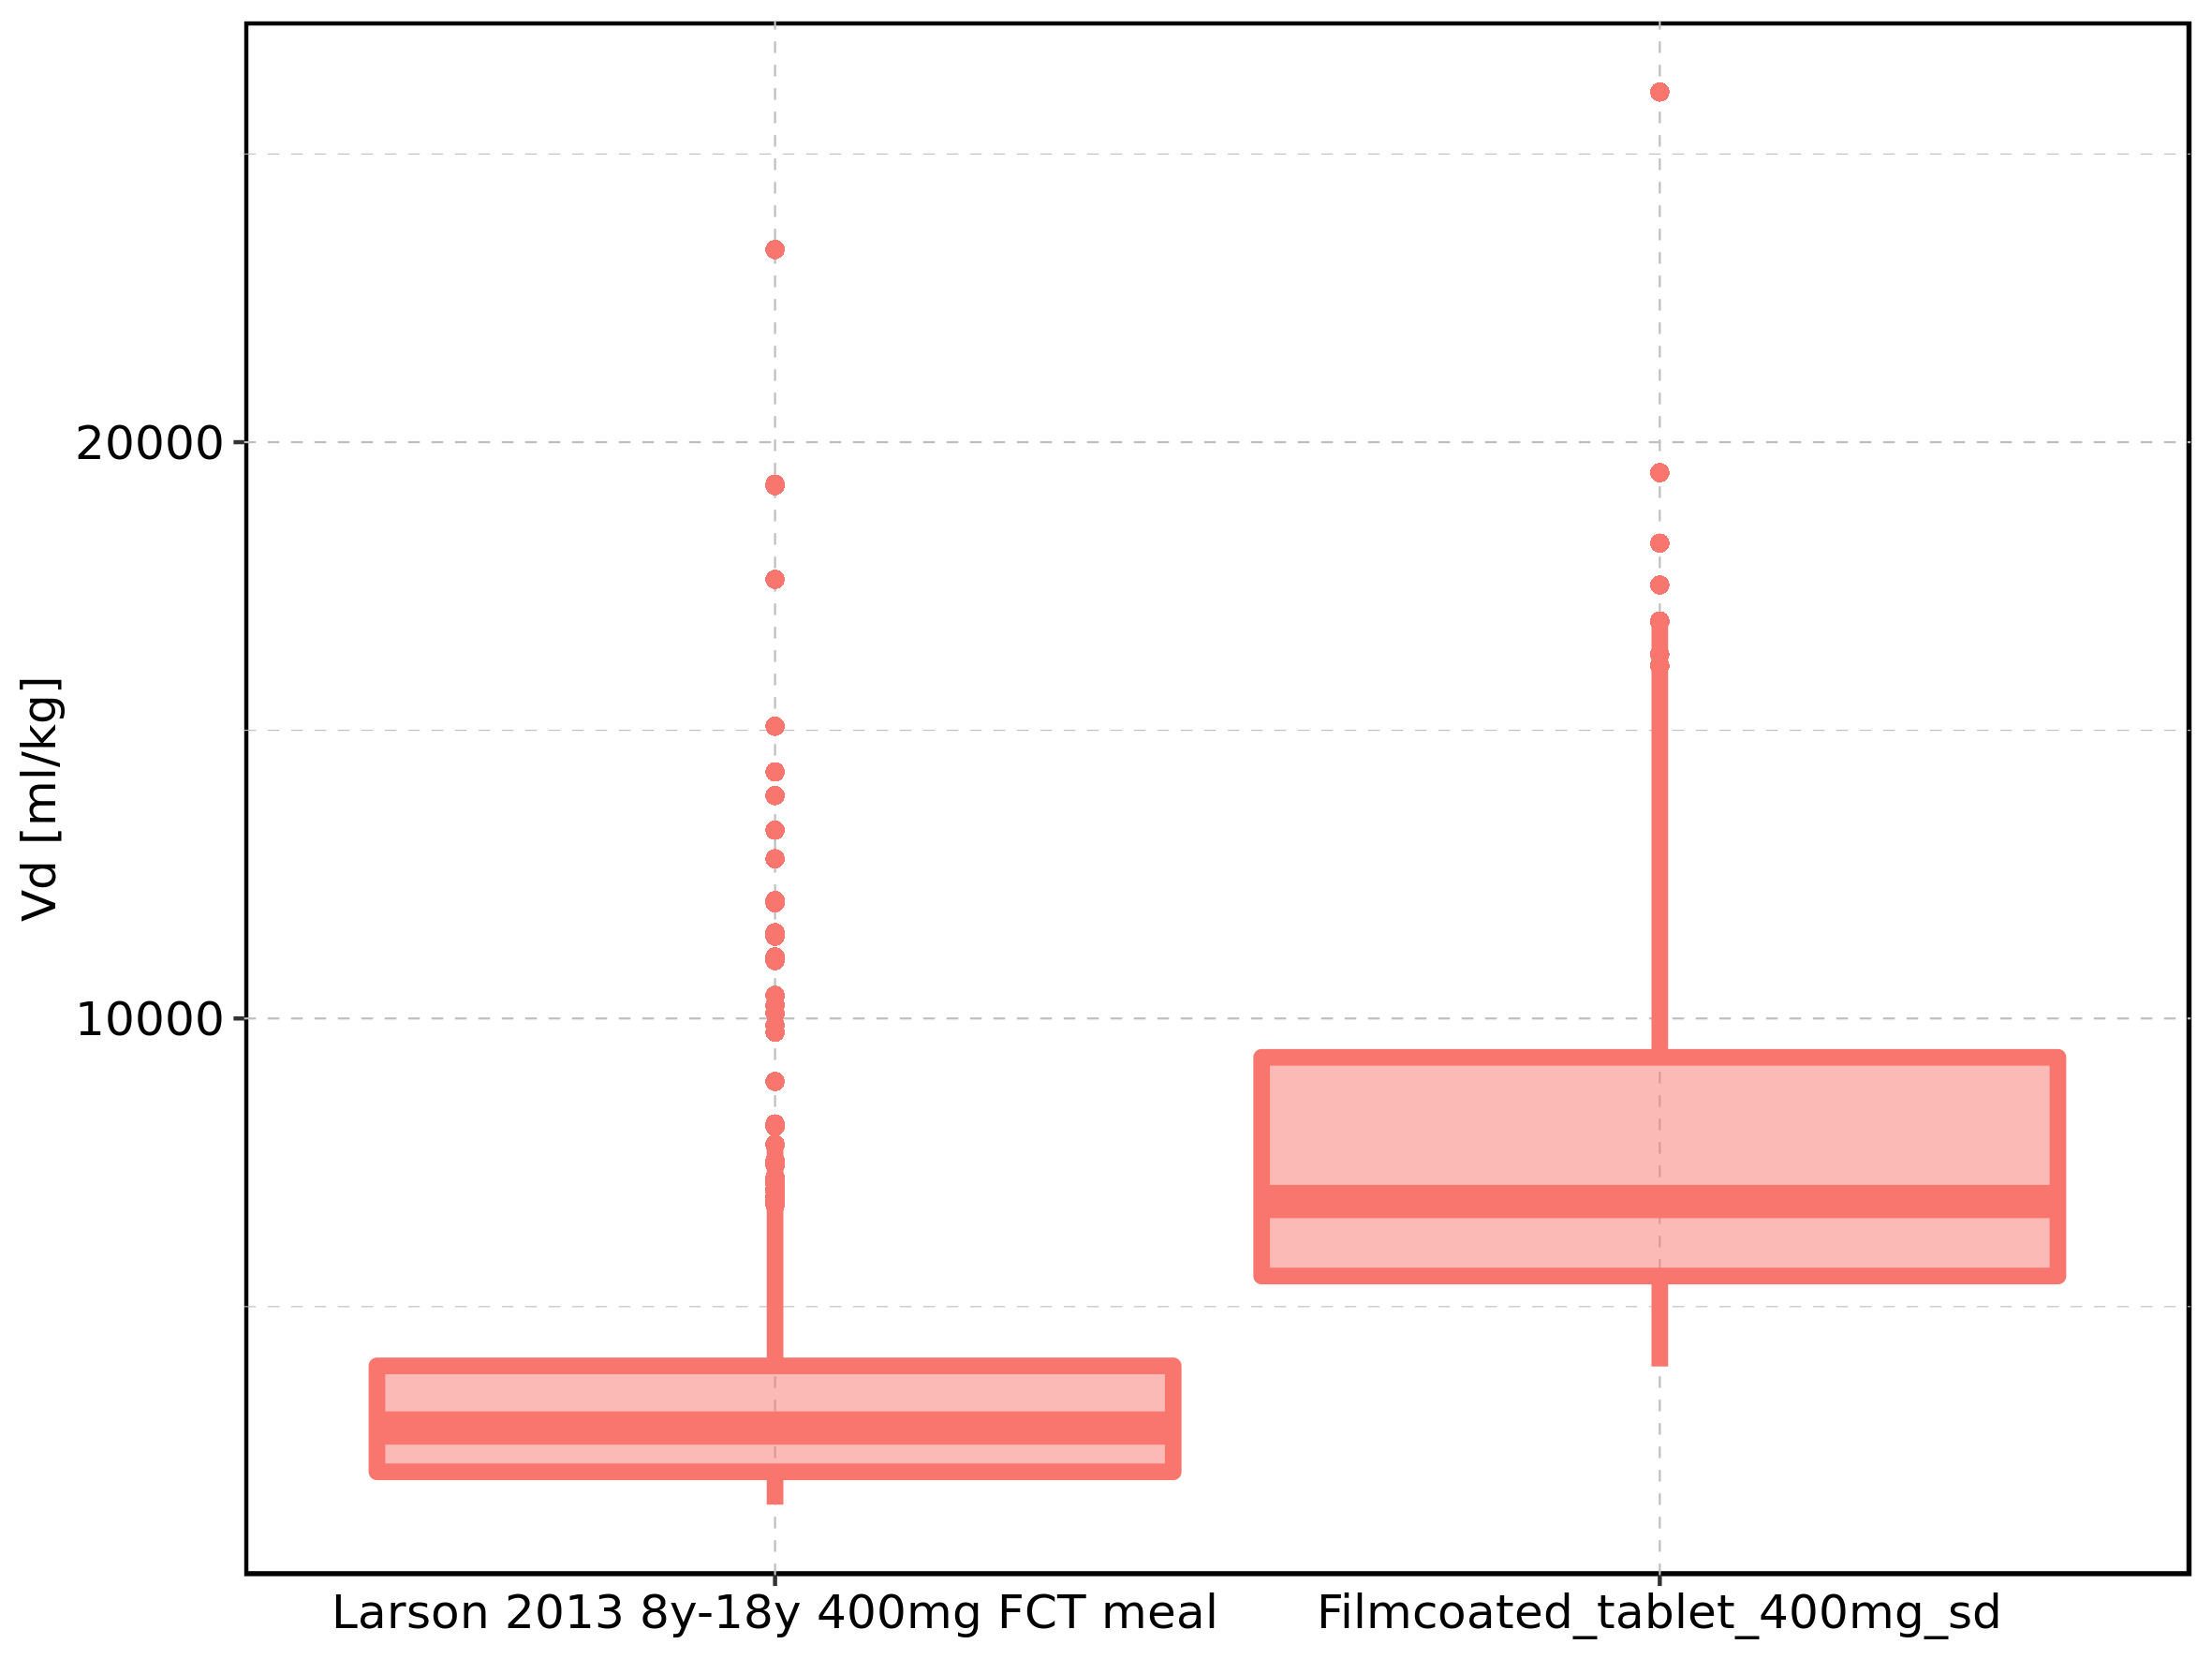 Vd [ml/kg]
20000
10000
Larson 2013 8y-18y 400mg FCT meal
Filmcoated_tablet_400mg_sd